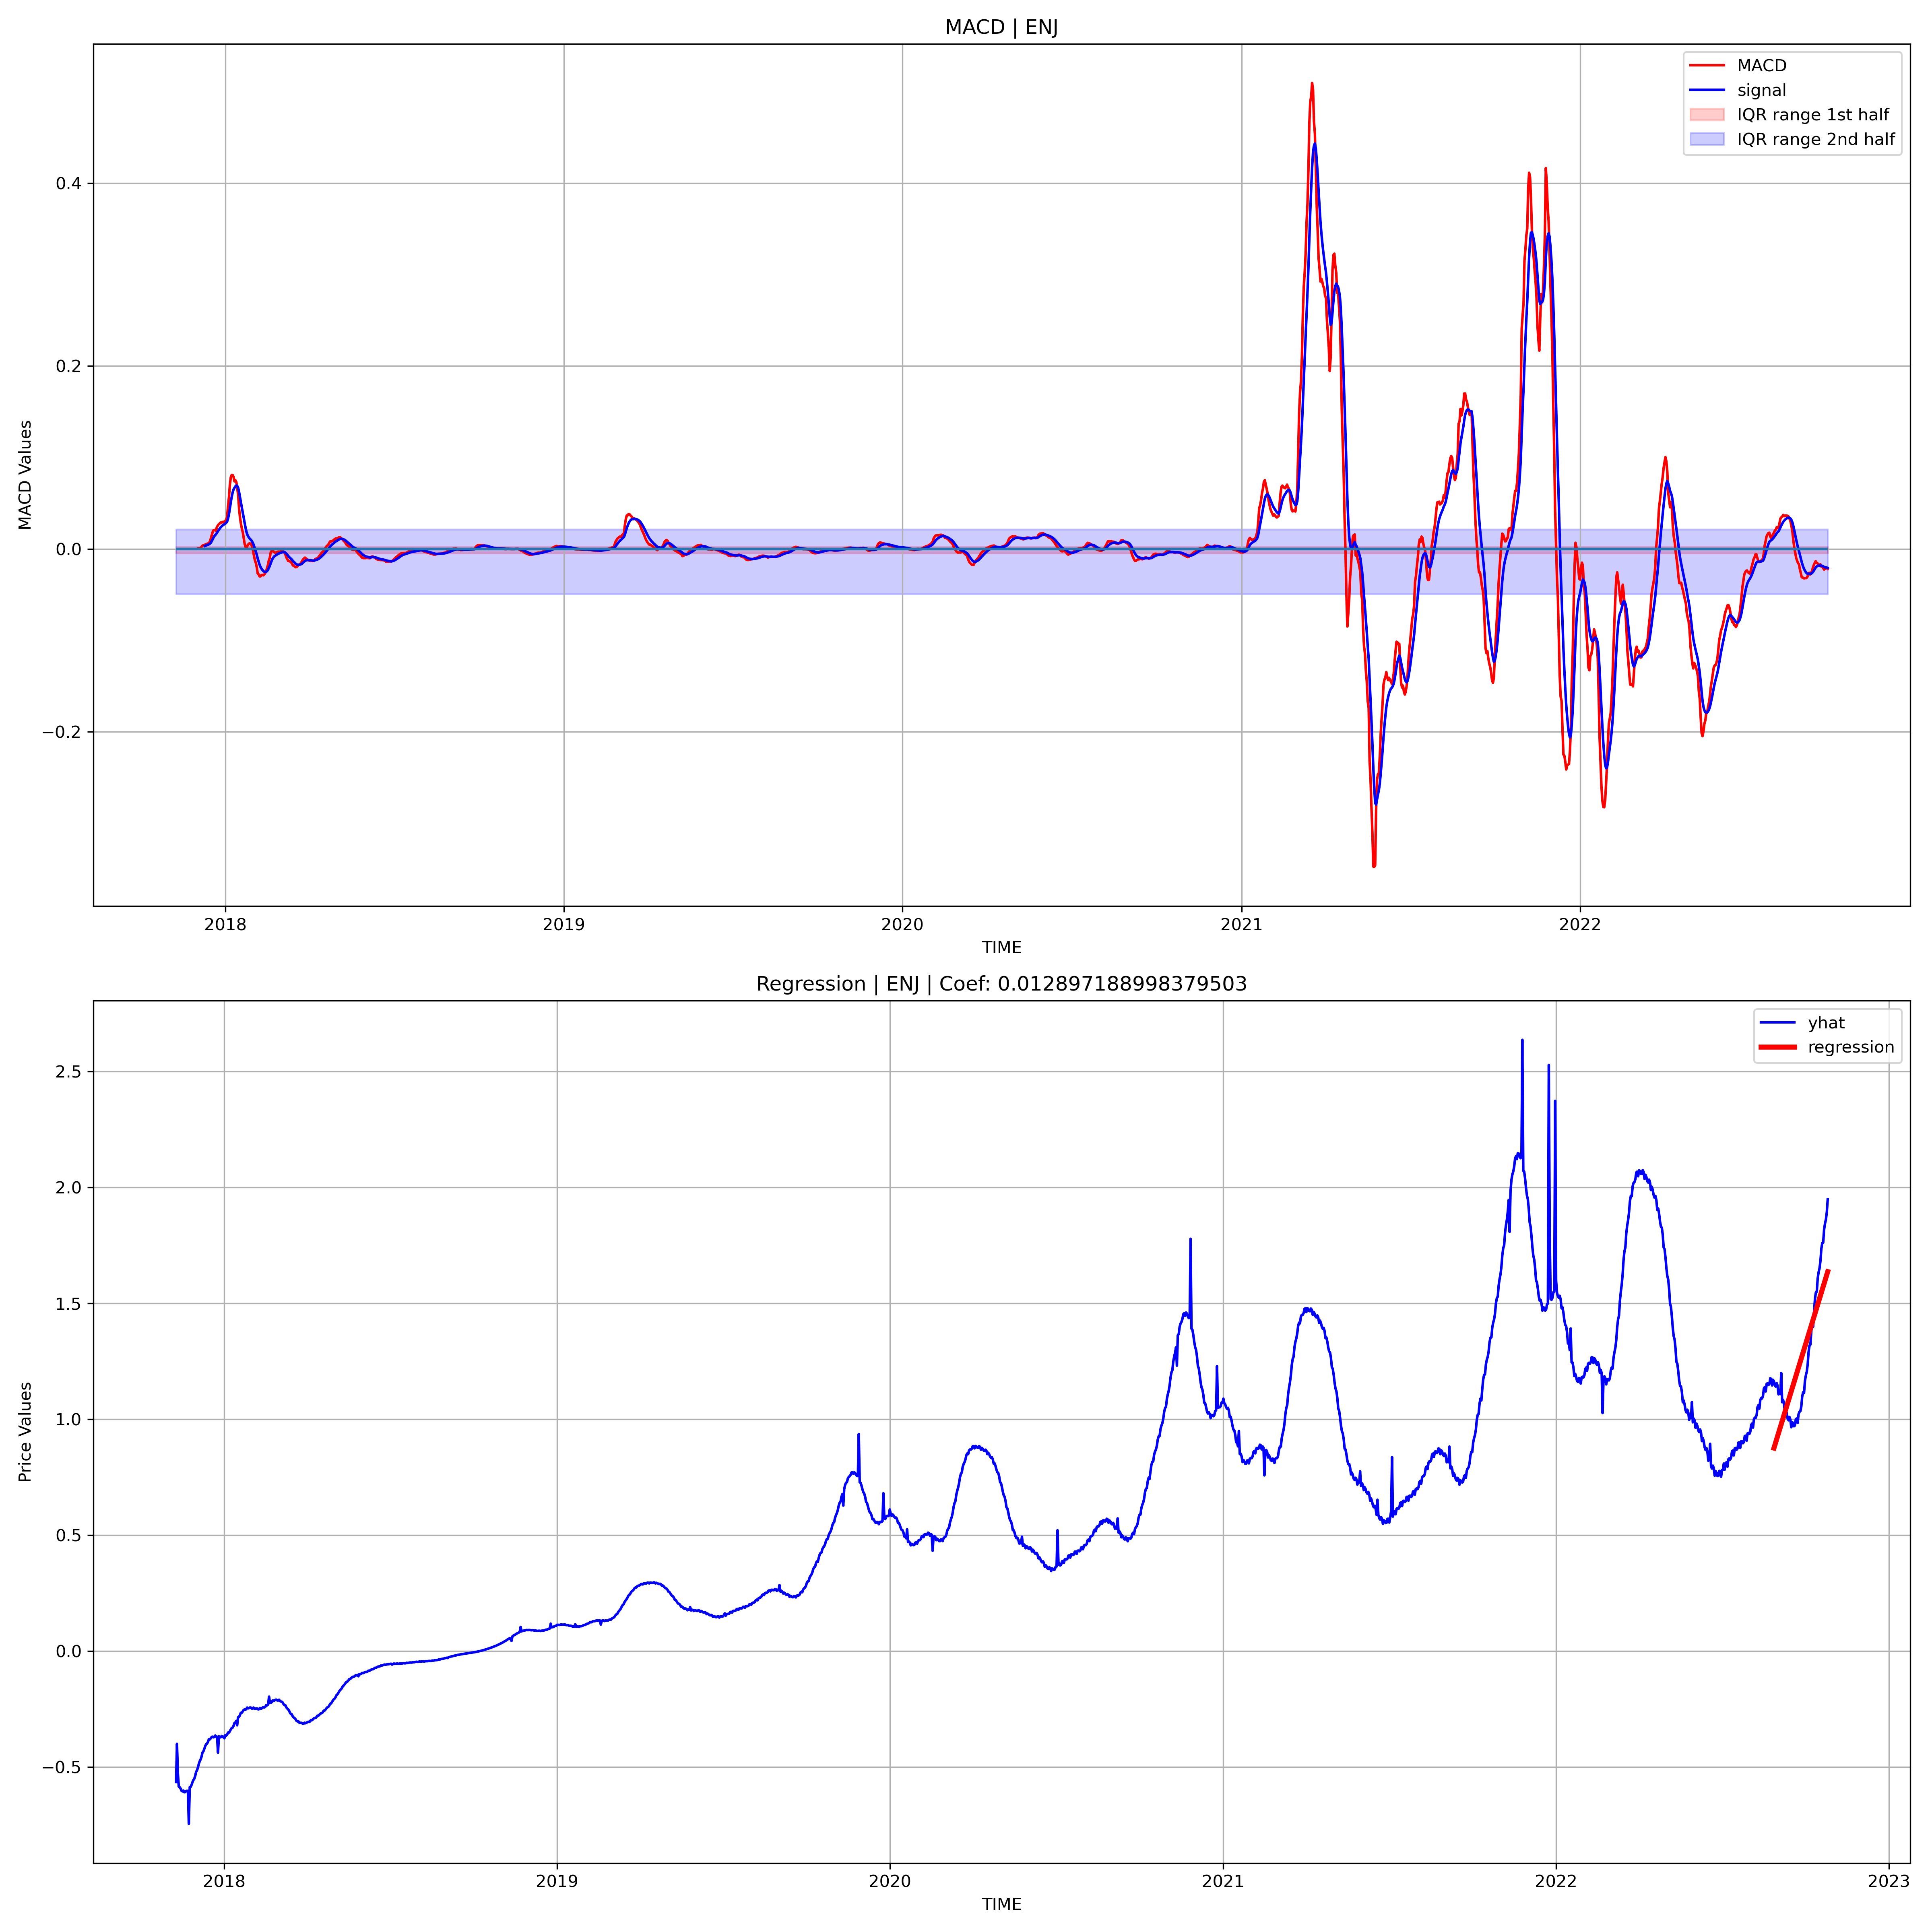 MACD | ENJ
MACD
signal
IQR range 1st half
IQR range 2nd half
MACD Values
0.4
0.2
0.0
−0.2
2018 2019 2020 2021 2022
TIME
Regression | ENJ | Coef: 0.012897188998379503
yhat
regression
Price Values
2.5
2.0
1.5
1.0
0.5
0.0
−0.5
2018 2019 2020 2021 2022 2023
TIME